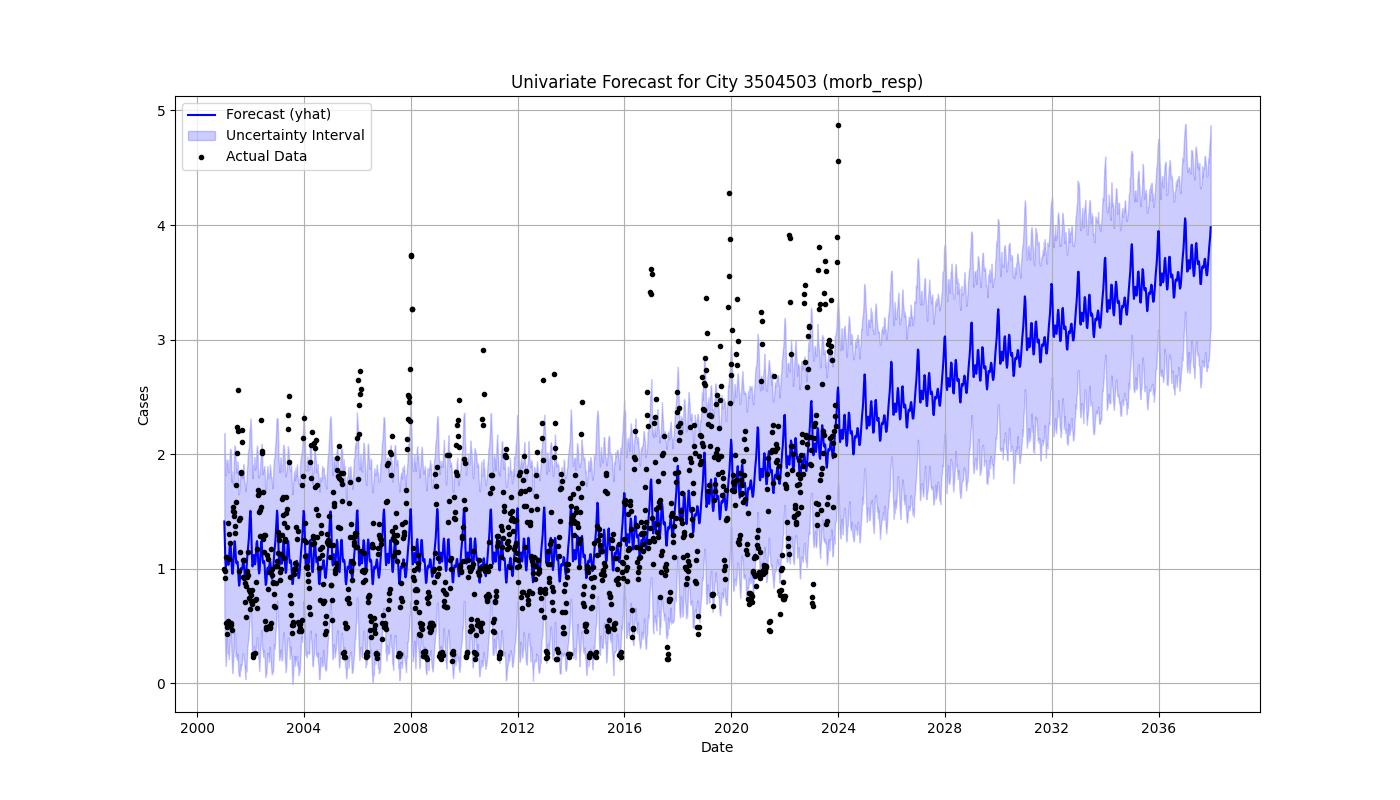 Univariate Forecast for City 3504503 (morb_resp)
Forecast (yhat)
Uncertainty Interval
Actual Data
Cases
5
4
3
2
1
0
2000 2004 2008 2012 2016 2020 2024 2028 2032 2036
Date